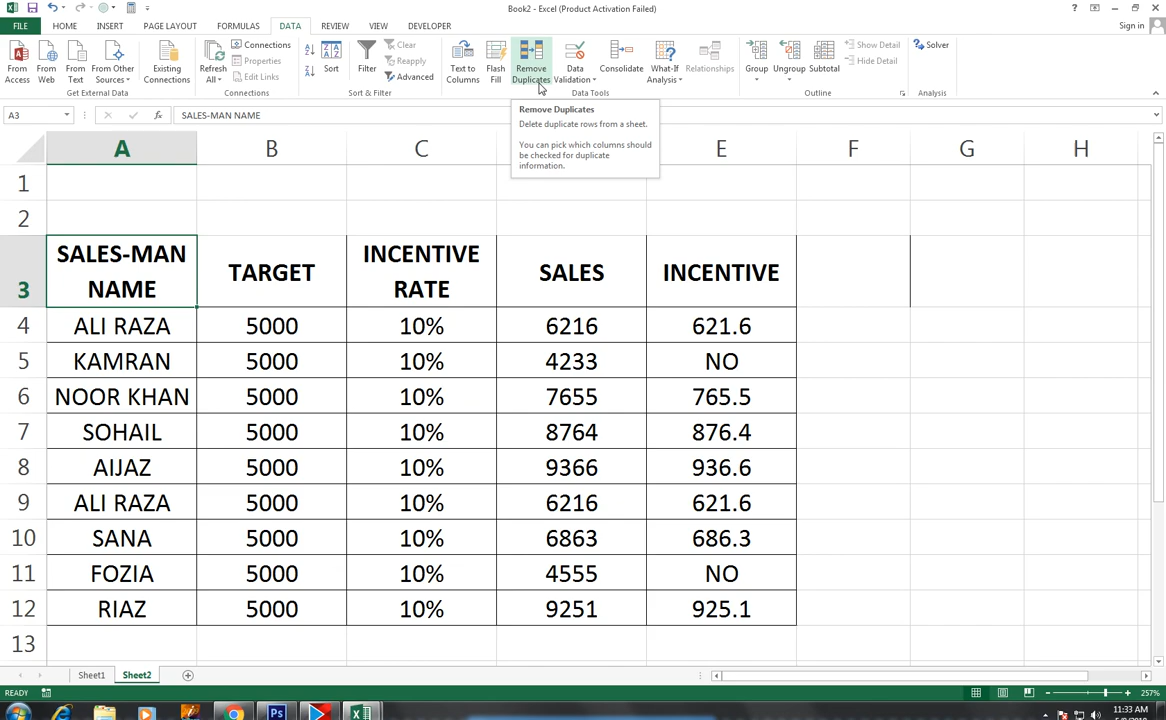 Book2 - Excel (Product Activation Failed)
FILE HOME INSERT PAGE LAYOUT FORMULAS DATA REVIEW VIEW DEVELOPER Sign in
From Access
From Web
From Text
From Other Sources
Existing Connections
Get External Data
Refresh All
Connections
Properties
Edit Links
Connections
Sort
Filter
Clear
Reapply
Advanced
Sort & Filter
Text to Columns
Flash Fill
Remove Duplicates
Data Validation
Consolidate
What-If Analysis
Relationships
Data Tools
Group
Ungroup
Subtotal
Show Detail
Hide Detail
Outline
Solver
Analysis
A3 fx SALES-MAN NAME
Remove Duplicates
Delete duplicate rows from a sheet.
You can pick which columns should
be checked for duplicate
information.
A B C E F G H
1
2
3 SALES-MAN NAME TARGET INCENTIVE RATE SALES INCENTIVE
4 ALI RAZA 5000 10% 6216 621.6
5 KAMRAN 5000 10% 4233 NO
6 NOOR KHAN 5000 10% 7655 765.5
7 SOHAIL 5000 10% 8764 876.4
8 AIJAZ 5000 10% 9366 936.6
9 ALI RAZA 5000 10% 6216 621.6
10 SANA 5000 10% 6863 686.3
11 FOZIA 5000 10% 4555 NO
12 RIAZ 5000 10% 9251 925.1
13
Sheet1 Sheet2
READY 257%
11:33 AM